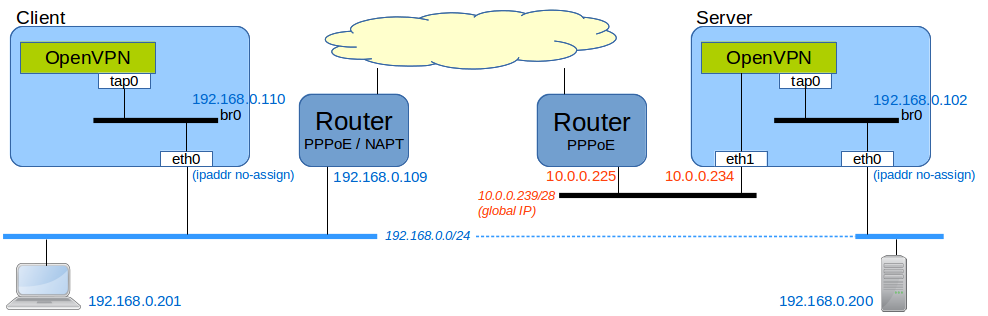 Client
Server
OpenVPN
OpenVPN
tap0
tap0
192.168.0.110
br0
192.168.0.102
br0
Router
PPPoE / NAPT
Router
PPPoE
eth0
(ipaddr no-assign)
192.168.0.109
10.0.0.225
10.0.0.234
eth1
eth0
(ipaddr no-assign)
10.0.0.239/28
(global IP)
192.168.0.0/24
192.168.0.201
192.168.0.200